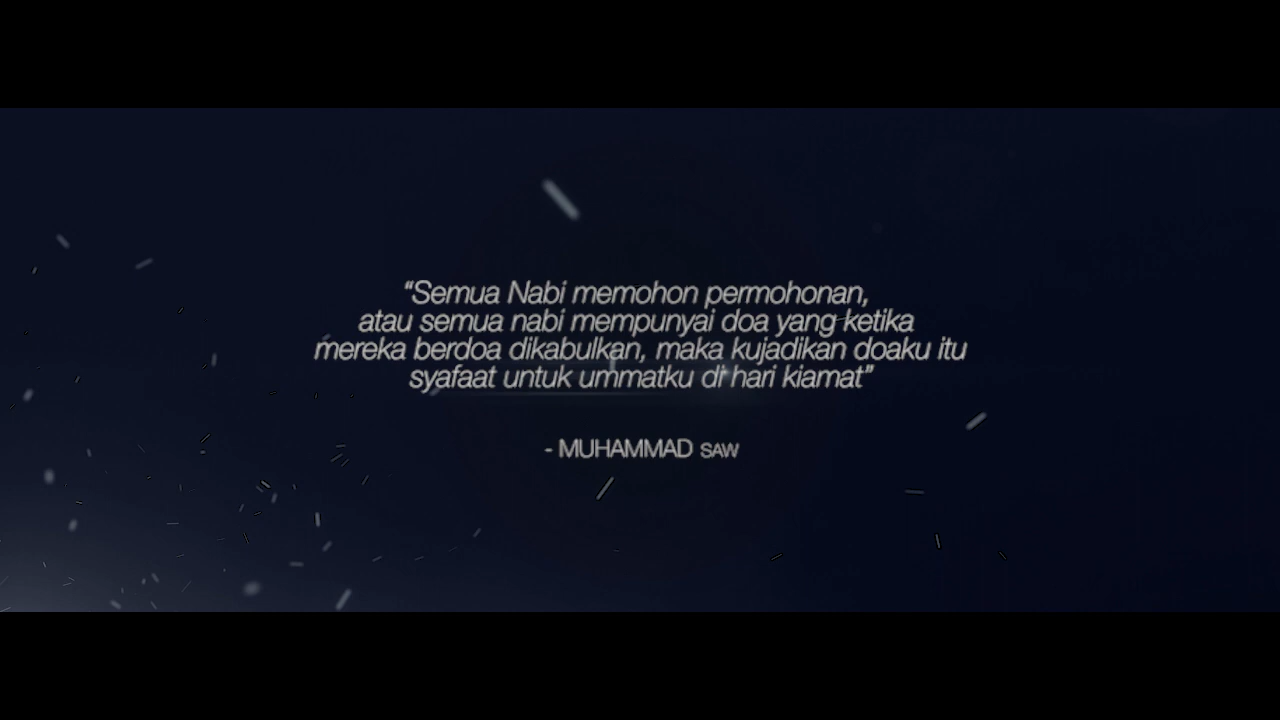 “Semua Nabi memohon permohonan,
atau semua nabi mempunyai doa yang ketika
mereka berdoa dikabulkan, maka kujadikan doaku itu
syafaat untuk ummatku di hari kiamat”
- MUHAMMAD SAW